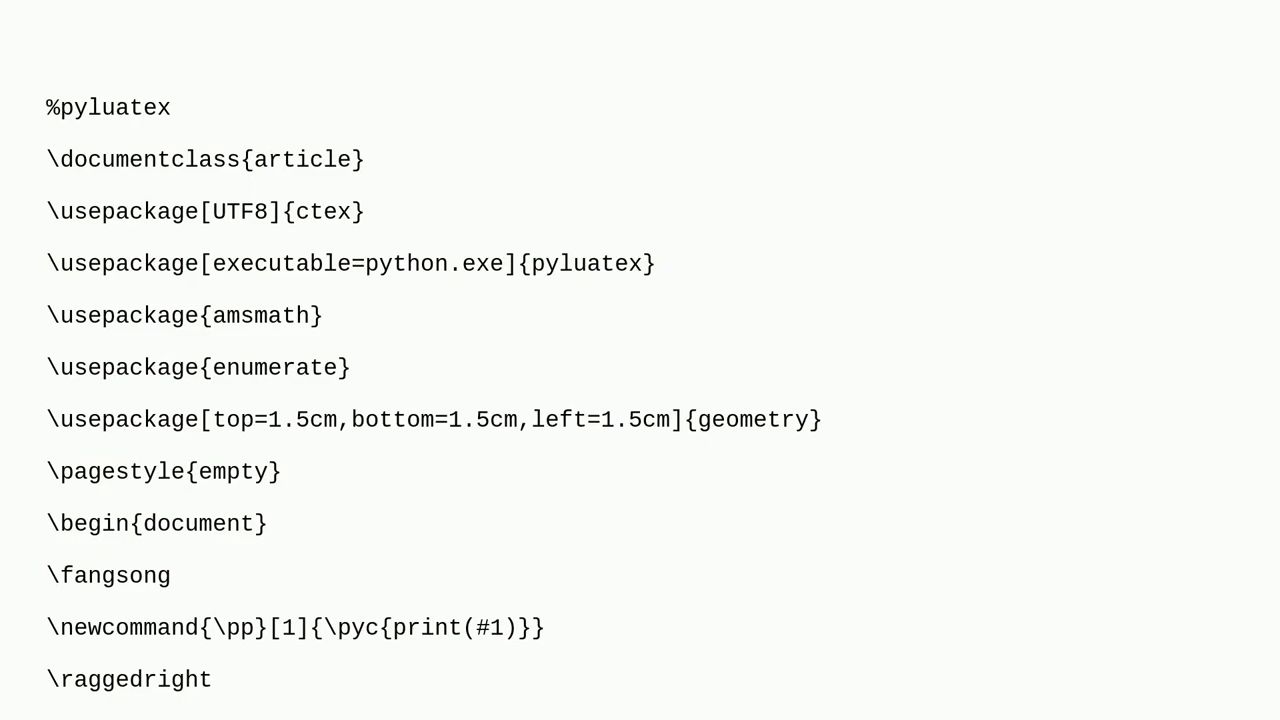 %pyluatex
\documentclass{article}
\usepackage[UTF8]{ctex}
\usepackage[executable=python.exe]{pyluatex}
\usepackage{amsmath}
\usepackage{enumerate}
\usepackage[top=1.5cm,bottom=1.5cm,left=1.5cm]{geometry}
\pagestyle{empty}
\begin{document}
\fangsong
\newcommand{\pp}[1]{\pyc{print(#1)}}
\raggedright